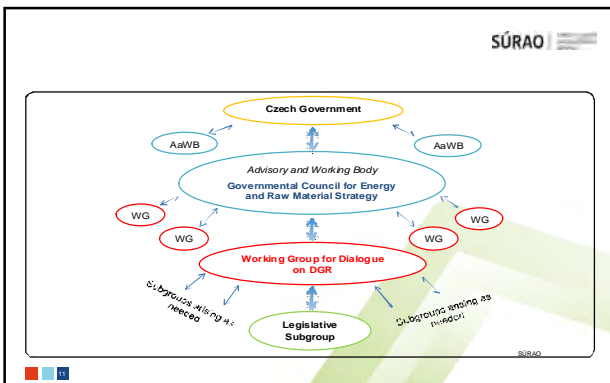 SÚRAO
Czech Government
AaWB
AaWB
Advisory and Working Body
Governmental Council for Energy
and Raw Material Strategy
WG
WG
WG
WG
Working Group for Dialogue
on DGR
Subgroups arising as
needed
Subgroups arising as
needed
Legislative
Subgroup
SÚRAO
11